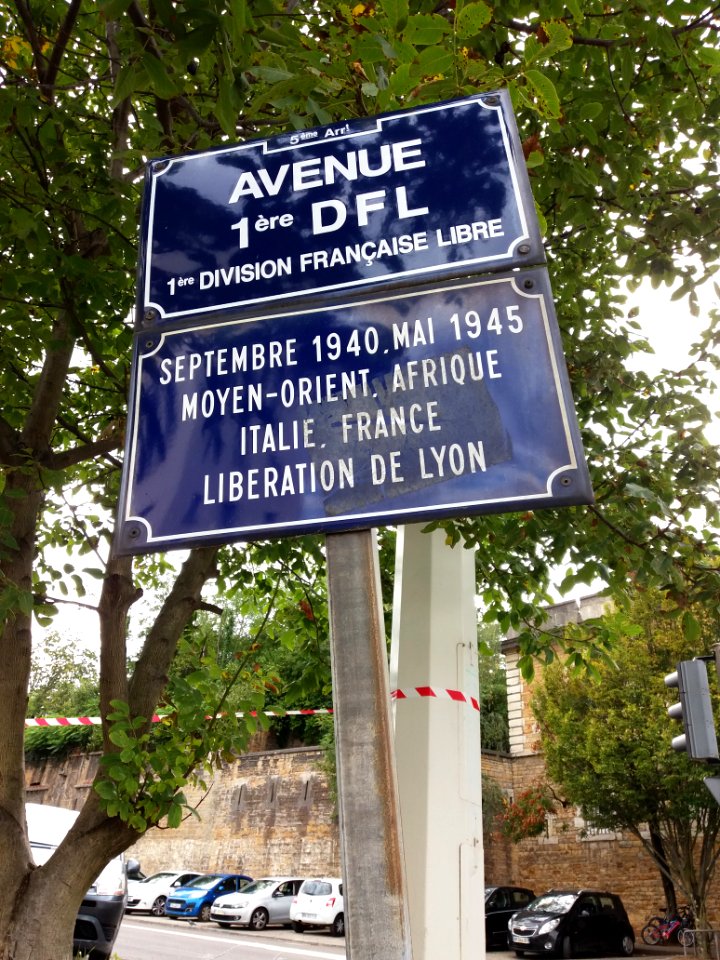 5ème Arrt
AVENUE
1ère DFL
1ère DIVISION FRANÇAISE LIBRE
SEPTEMBRE 1940, MAI 1945
MOYEN-ORIENT, AFRIQUE
ITALIE, FRANCE
LIBERATION DE LYON